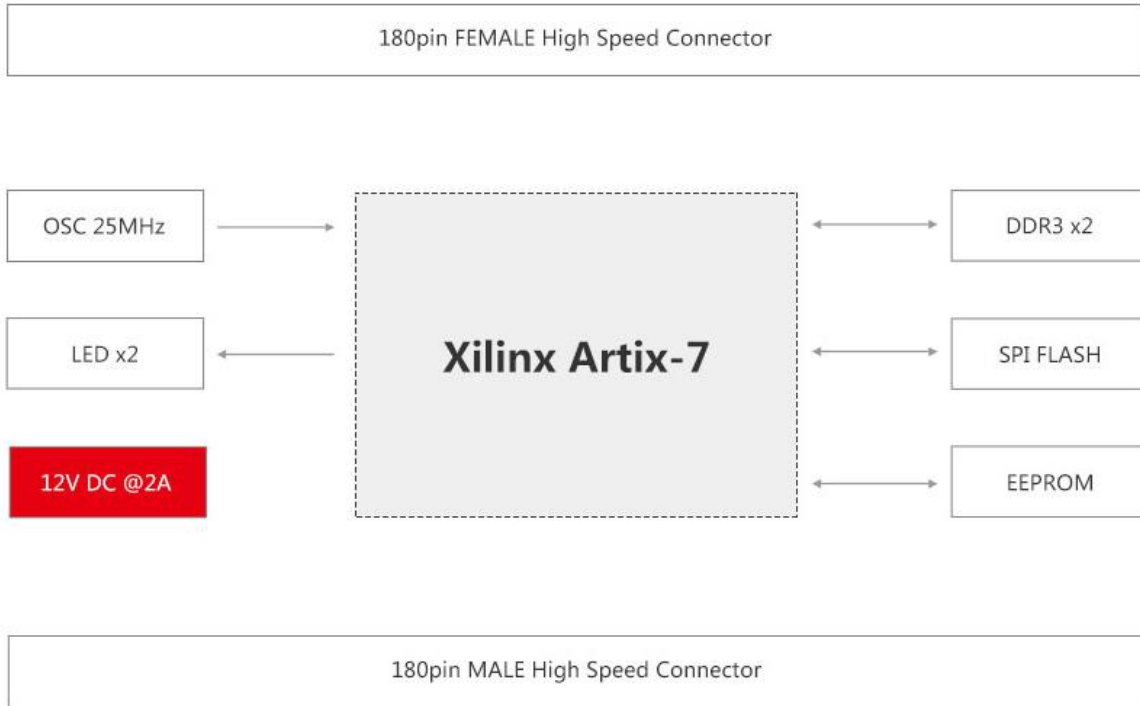 180pin FEMALE High Speed Connector
OSC 25MHz
DDR3 x2
LED x2
Xilinx Artix-7
SPI FLASH
12V DC @2A
EEPROM
180pin MALE High Speed Connector